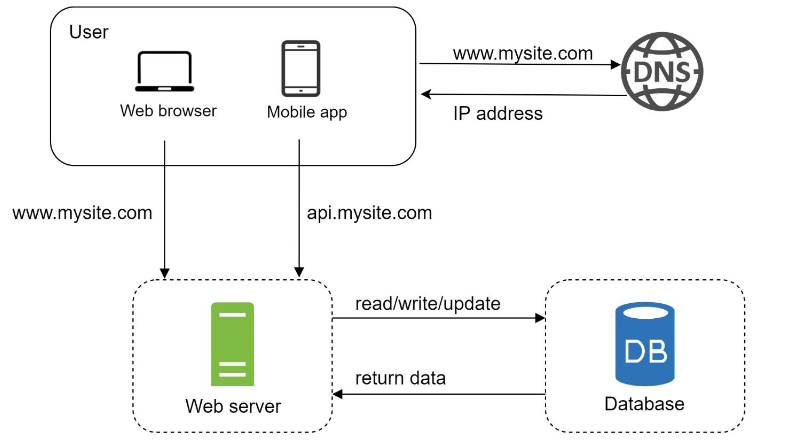 User
Web browser
Mobile app
www.mysite.com
DNS
IP address
www.mysite.com
api.mysite.com
read/write/update
return data
Web server
DB
Database